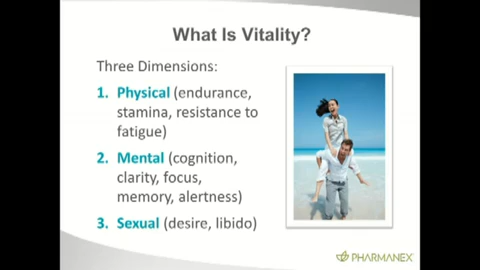 What Is Vitality?
Three Dimensions:
1. Physical (endurance,
stamina, resistance to
fatigue)
2. Mental (cognition,
clarity, focus,
memory, alertness)
3. Sexual (desire, libido)
PHARMANEX